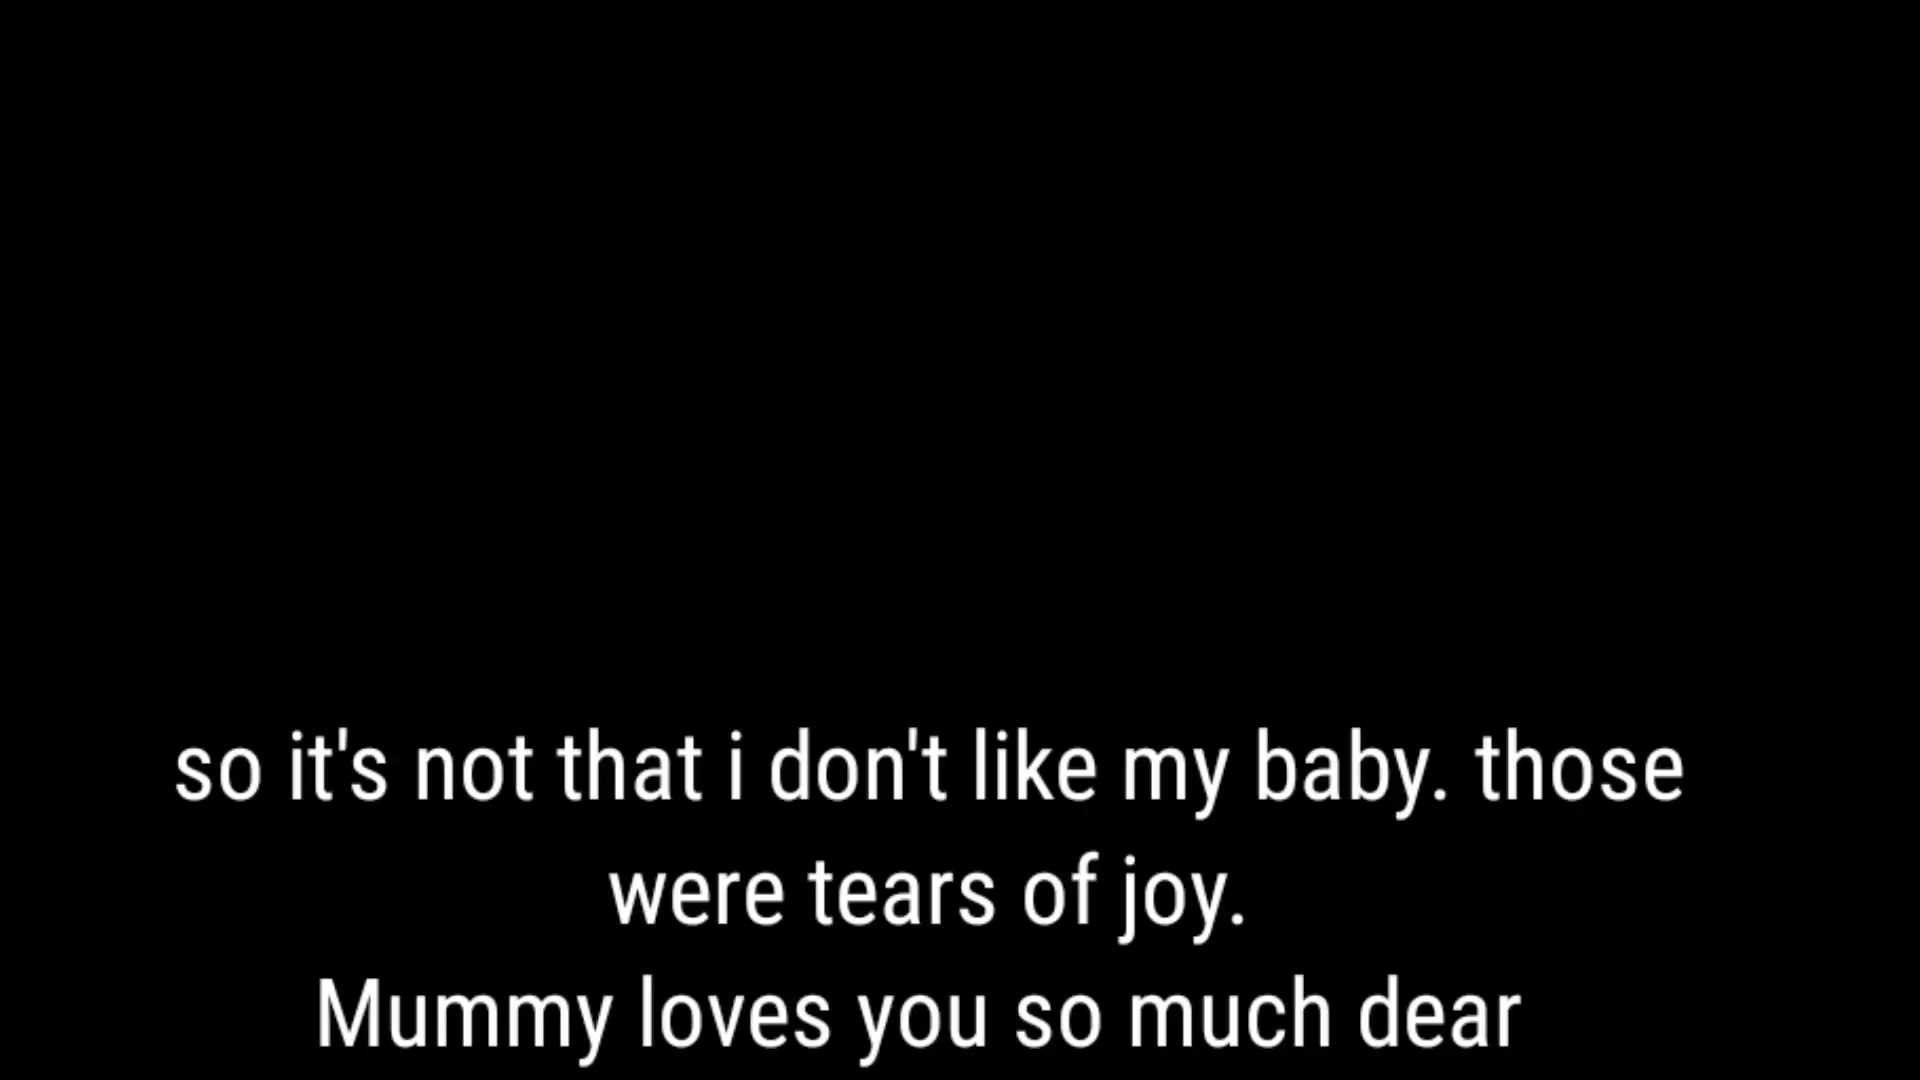 so it's not that i don't like my baby. those
were tears of joy.
Mummy loves you so much dear